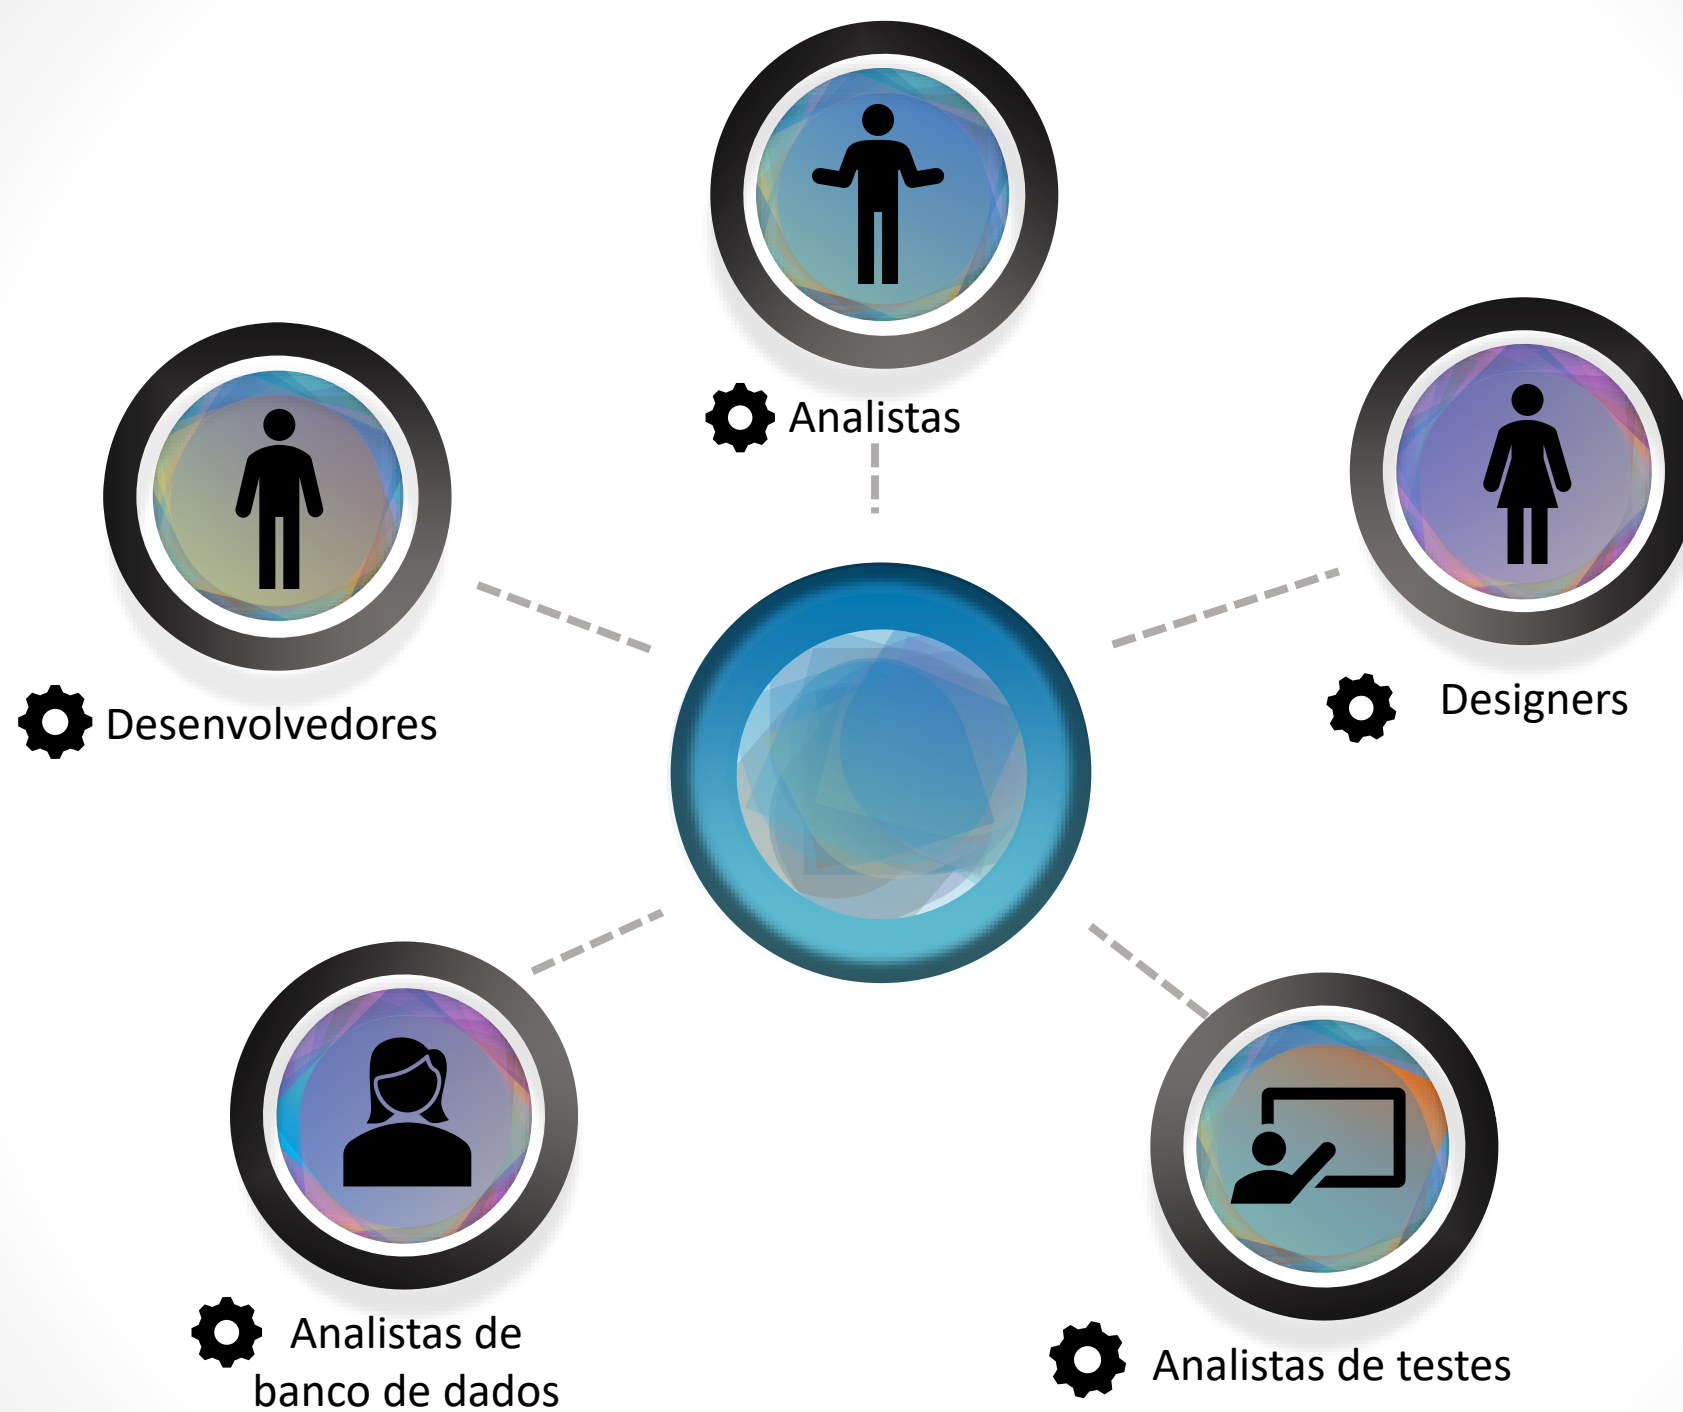 Analistas
Designers
Desenvolvedores
Analistas de
banco de dados
Analistas de testes